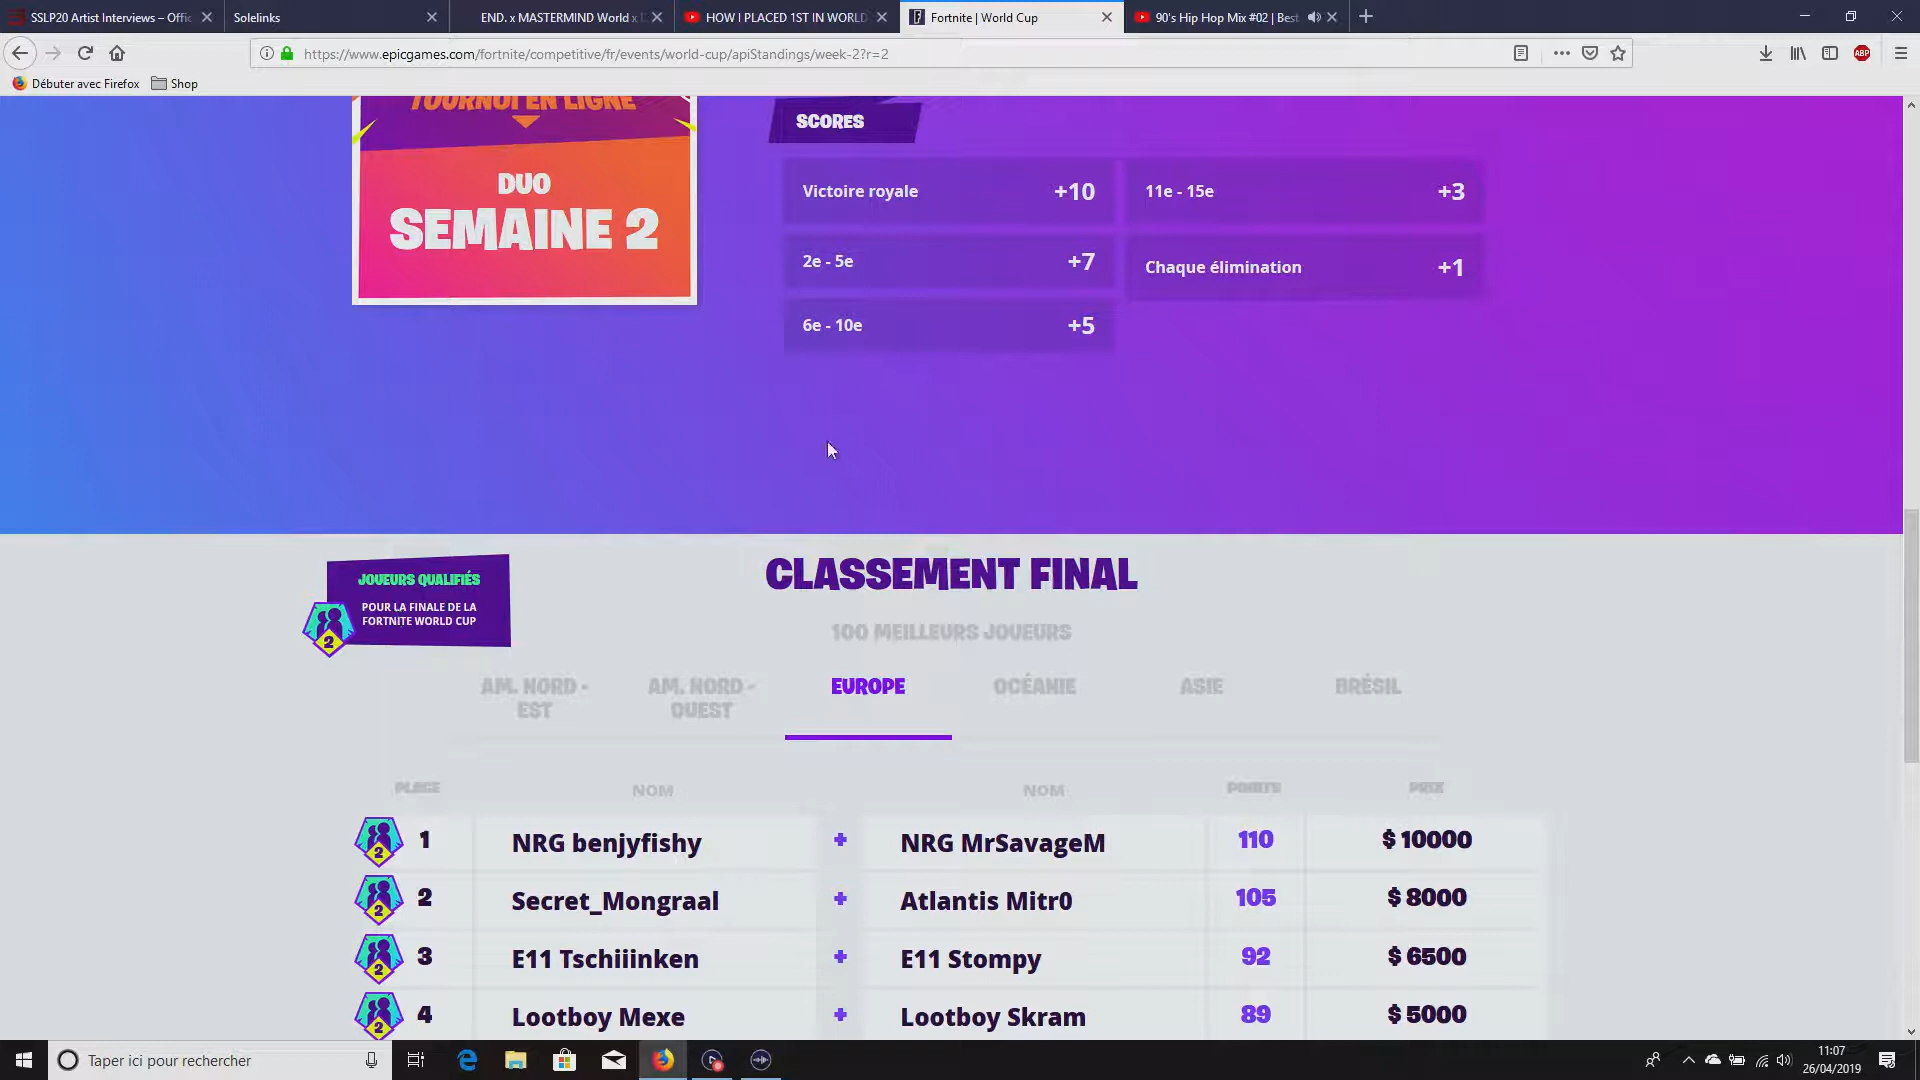 SSLP20 Artist Interviews – Offic
Solelinks
END. x MASTERMIND World x
HOW I PLACED 1ST IN WORLD
Fortnite | World Cup
90's Hip Hop Mix #02 | Best
https://www.epicgames.com/fortnite/competitive/fr/events/world-cup/apiStandings/week-2?r=2
ABP
Débuter avec Firefox
Shop
TOURNOI EN LIGNE
DUO
SEMAINE 2
SCORES
Victoire royale +10
11e - 15e +3
2e - 5e +7
Chaque élimination +1
6e - 10e +5
JOUEURS QUALIFIÉS
POUR LA FINALE DE LA
FORTNITE WORLD CUP
2
CLASSEMENT FINAL
100 MEILLEURS JOUEURS
AM. NORD -
EST
AM. NORD -
OUEST
EUROPE
OCÉANIE
ASIE
BRÉSIL
PLACE NOM NOM POINTS PRIX
2 1 NRG benjyfishy + NRG MrSavageM 110 $ 10000
2 2 Secret_Mongraal + Atlantis Mitr0 105 $ 8000
2 3 E11 Tschiiinken + E11 Stompy 92 $ 6500
2 4 Lootboy Mexe + Lootboy Skram 89 $ 5000
Taper ici pour rechercher
11:07
26/04/2019